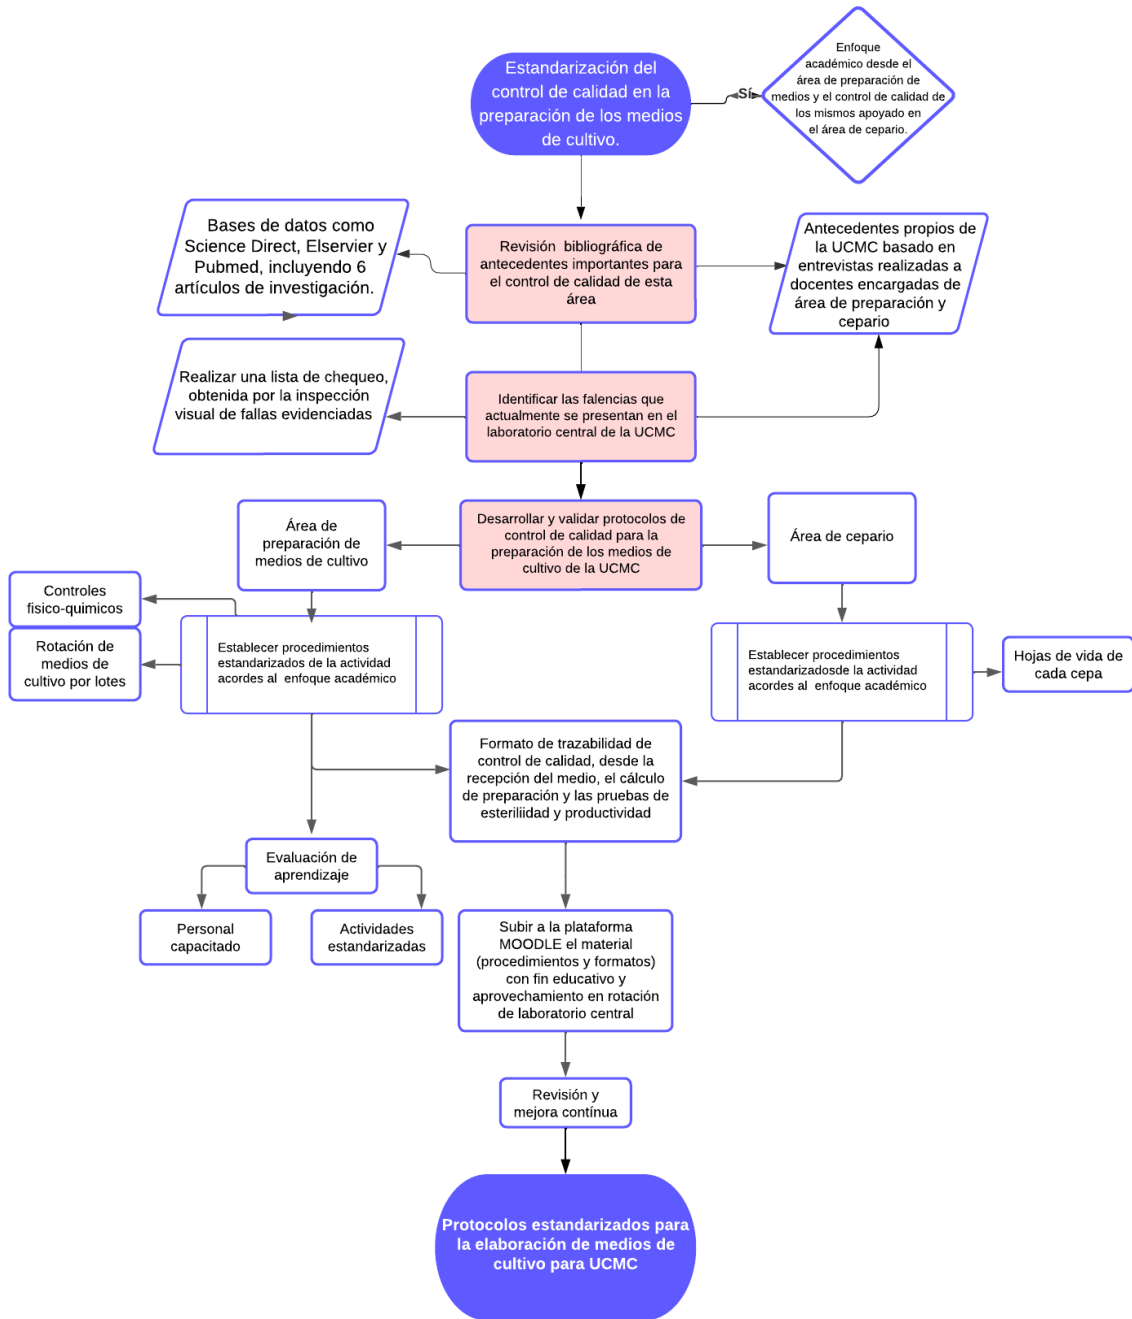 Estandarización del
control de calidad en la
preparación de los medios
de cultivo.
Sí
Enfoque
académico desde el
área de preparación de
medios y el control de calidad de
los mismos apoyado en
el área de cepario.
Bases de datos como
Science Direct, Elservier y
Pubmed, incluyendo 6
artículos de investigación.
Revisión bibliográfica de
antecedentes importantes para
el control de calidad de esta
área
Antecedentes propios de
la UCMC basado en
entrevistas realizadas a
docentes encargadas de
área de preparación y
cepario
Realizar una lista de chequeo,
obtenida por la inspección
visual de fallas evidenciadas
Identificar las falencias que
actualmente se presentan en el
laboratorio central de la UCMC
Desarrollar y validar protocolos de
control de calidad para la
preparación de los medios de
cultivo de la UCMC
Área de
preparación de
medios de cultivo
Área de cepario
Controles
fisico-quimicos
Rotación de
medios de
cultivo por lotes
Establecer procedimientos
estandarizados de la actividad
acordes al enfoque académico
Establecer procedimientos
estandarizadosde la actividad
acordes al enfoque académico
Hojas de vida de
cada cepa
Formato de trazabilidad de
control de calidad, desde la
recepción del medio, el cálculo
de preparación y las pruebas de
esteriliidad y productividad
Evaluación de
aprendizaje
Personal
capacitado
Actividades
estandarizadas
Subir a la plataforma
MOODLE el material
(procedimientos y formatos)
con fin educativo y
aprovechamiento en rotación
de laboratorio central
Revisión y
mejora contínua
Protocolos estandarizados para
la elaboración de medios de
cultivo para UCMC